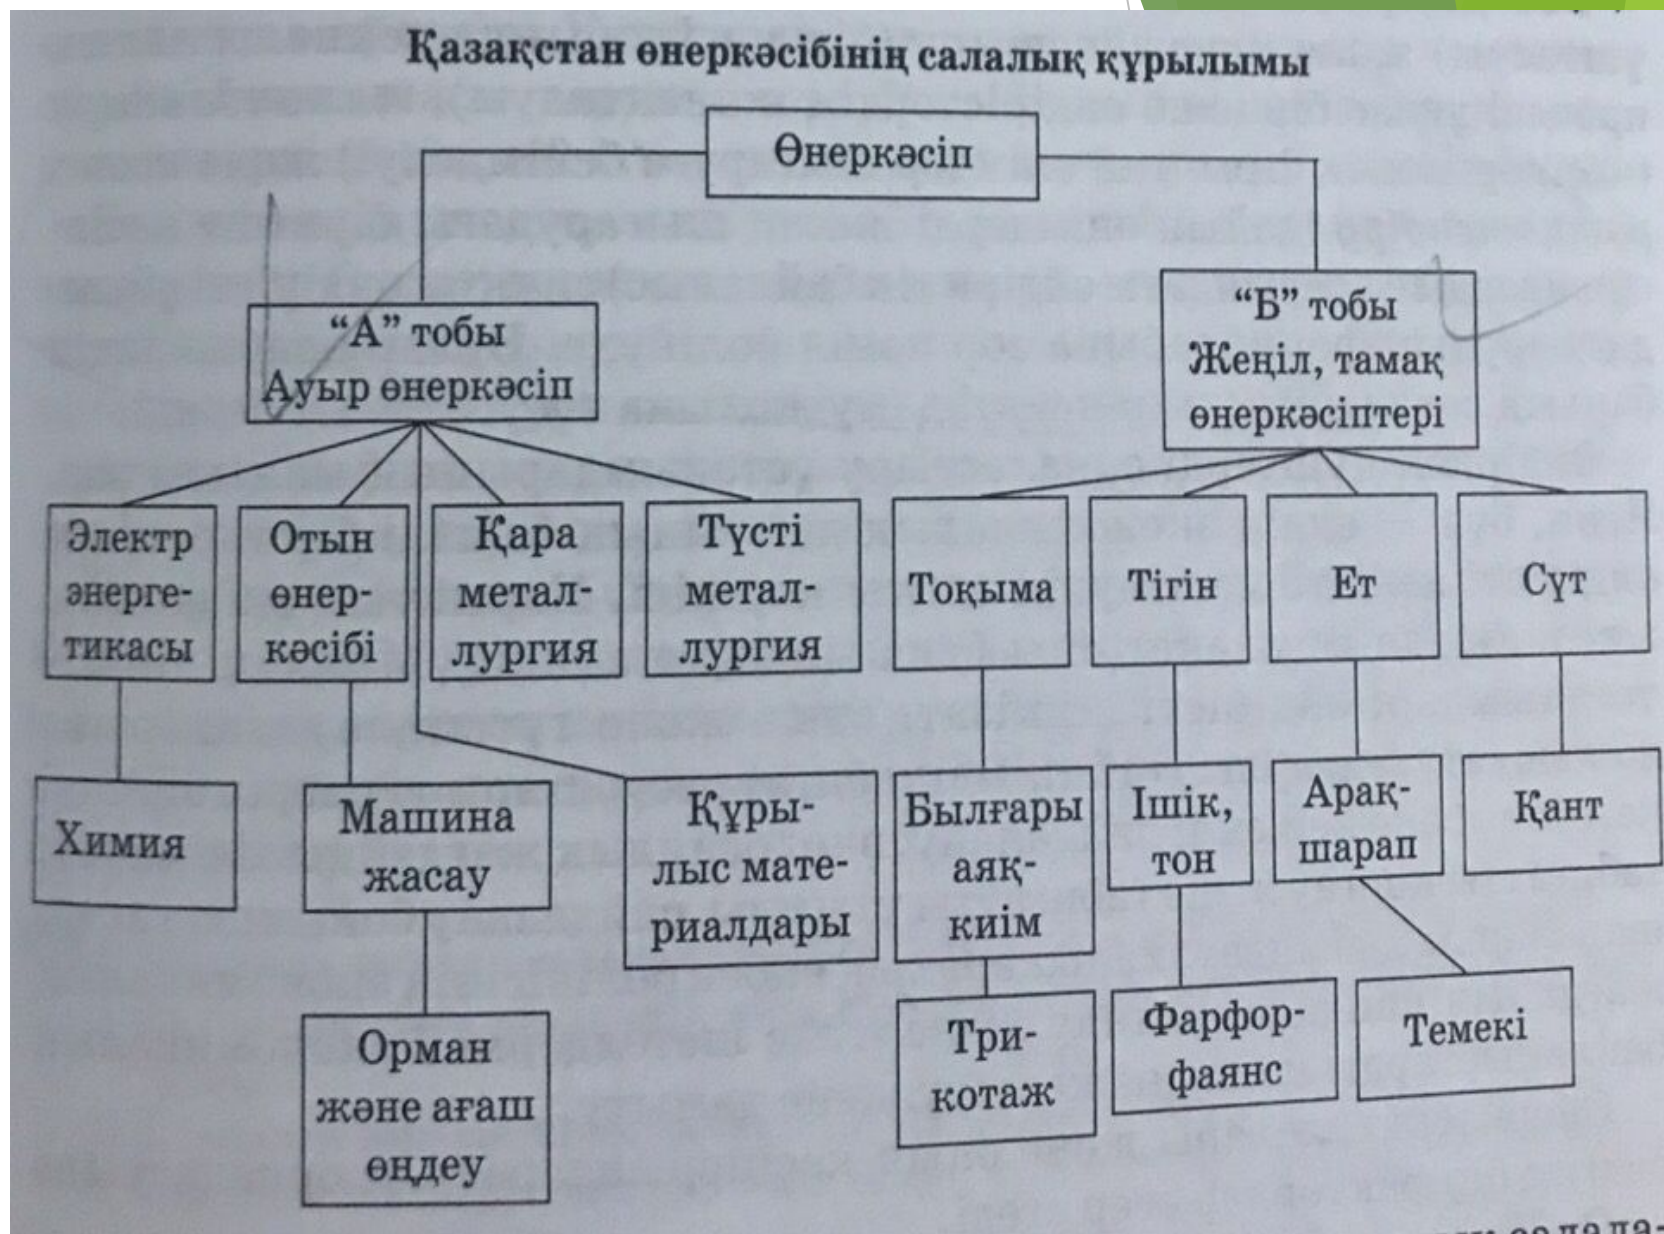 Қазақстан өнеркәсібінің салалық құрылымы
Өнеркәсіп
“А” тобы
Ауыр өнеркәсіп
“Б” тобы
Жеңіл, тамақ
өнеркәсіптері
Электр
энерге-
тикасы
Отын
өнер-
кәсібі
Қара
метал-
лургия
Түсті
метал-
лургия
Тоқыма
Тігін
Ет
Сүт
Химия
Машина
жасау
Құры-
лыс мате-
риалдары
Былғары
аяқ-
киім
Ішік,
тон
Арақ-
шарап
Қант
Орман
және ағаш
өңдеу
Три-
котаж
Фарфор-
фаянс
Темекі